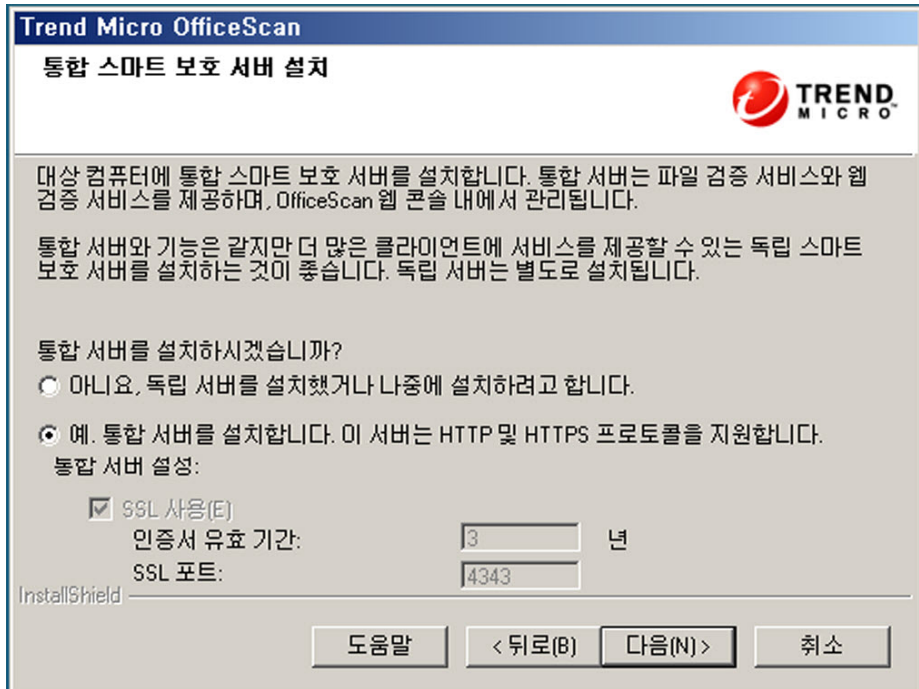 Trend Micro OfficeScan
통합 스마트 보호 서버 설치
TREND
MICRO
대상 컴퓨터에 통합 스마트 보호 서버를 설치합니다. 통합 서버는 파일 검증 서비스와 웹
검증 서비스를 제공하며, OfficeScan 웹 콘솔 내에서 관리됩니다.
통합 서버와 기능은 같지만 더 많은 클라이언트에 서비스를 제공할 수 있는 독립 스마트
보호 서버를 설치하는 것이 좋습니다. 독립 서버는 별도로 설치됩니다.
통합 서버를 설치하시겠습니까?
아니요, 독립 서버를 설치했거나 나중에 설치하려고 합니다.
예. 통합 서버를 설치합니다. 이 서버는 HTTP 및 HTTPS 프로토콜을 지원합니다.
통합 서버 설정:
SSL 사용(E)
인증서 유효 기간: 3 년
SSL 포트: 4343
InstallShield
도움말 < 뒤로(B) 다음(N) > 취소